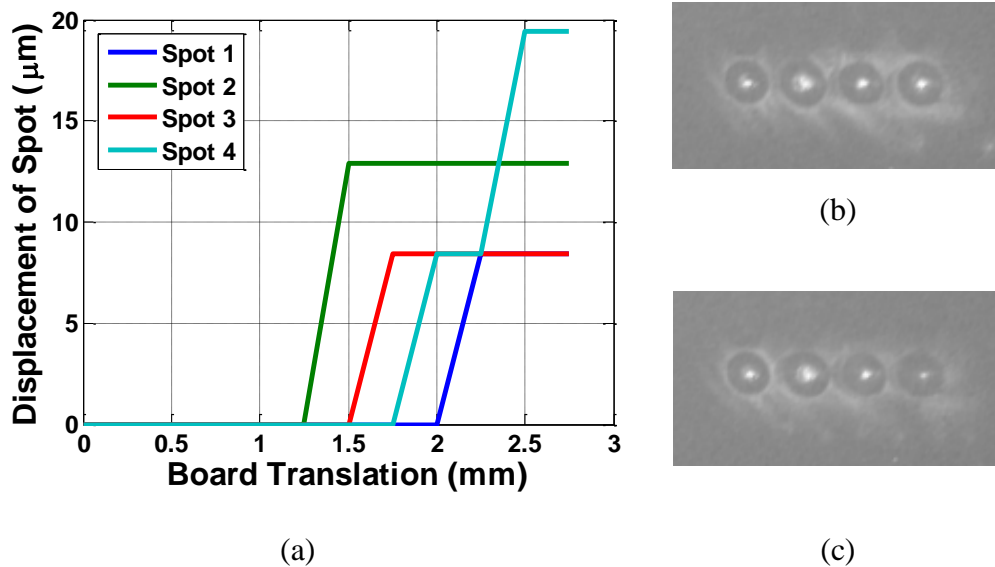 20
15
10
5
0
Displacement of Spot (μm)
Spot 1
Spot 2
Spot 3
Spot 4
0 0.5 1 1.5 2 2.5 3
Board Translation (mm)
(a)
(b)
(c)